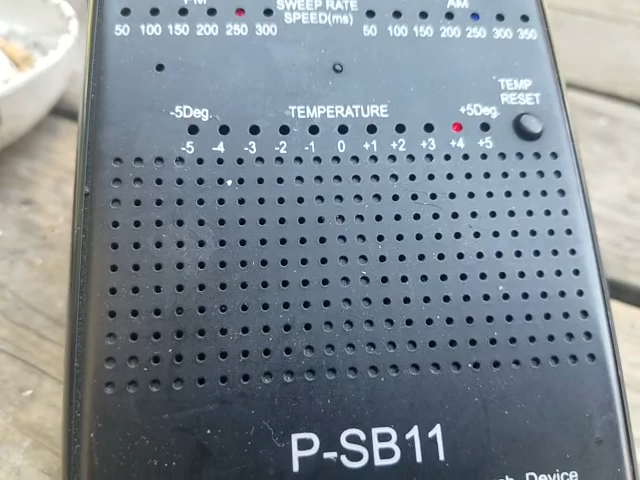 FM SWEEP RATE AM
SPEED(ms)
50 100 150 200 250 300 50 100 150 200 250 300 350
TEMP
RESET
-5Deg. TEMPERATURE +5Deg.
-5 -4 -3 -2 -1 0 +1 +2 +3 +4 +5
P-SB11
Device